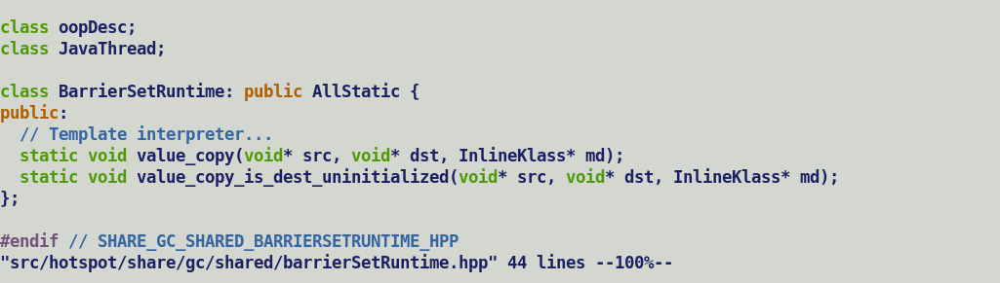 class oopDesc;
class JavaThread;

class BarrierSetRuntime: public AllStatic {
public:
  // Template interpreter...
  static void value_copy(void* src, void* dst, InlineKlass* md);
  static void value_copy_is_dest_uninitialized(void* src, void* dst, InlineKlass* md);
};

#endif // SHARE_GC_SHARED_BARRIERSETRUNTIME_HPP
"src/hotspot/share/gc/shared/barrierSetRuntime.hpp" 44 lines --100%--